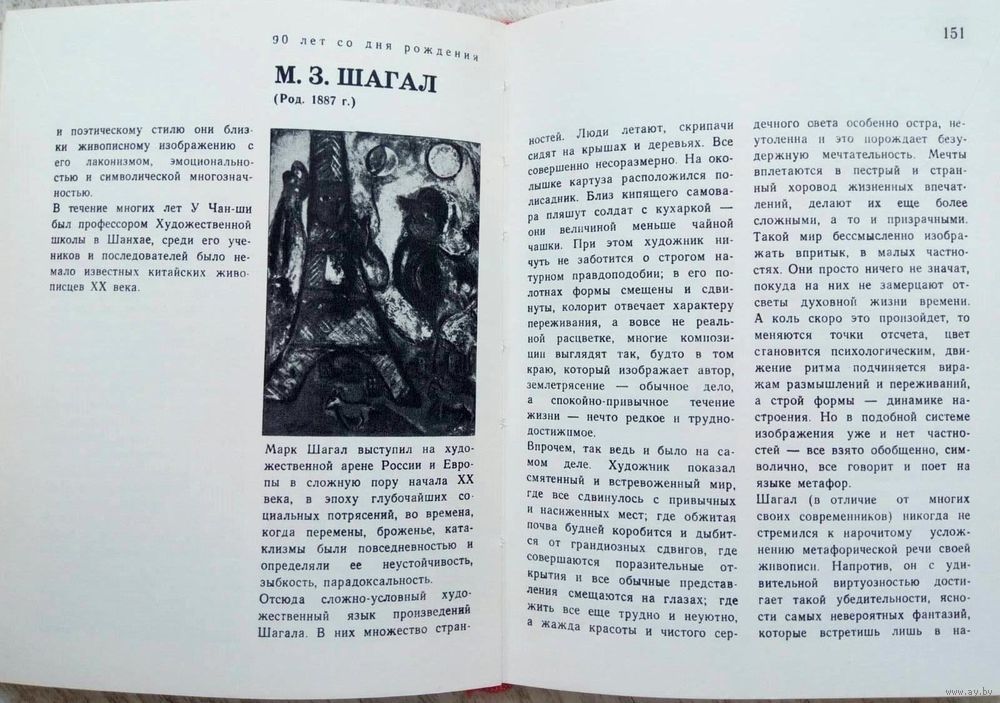 и поэтическому стилю они близ-
ки живописному изображению с
его лаконизмом, эмоционально-
стью и символической многознач-
ностью.
В течение многих лет У Чан-ши
был профессором Художественной
школы в Шанхае, среди его уче-
ников и последователей было не-
мало известных китайских живо-
писцев XX века.
90 лет со дня рождения
М. З. ШАГАЛ
(Род. 1887 г.)
Марк Шагал выступил на худо-
жественной арене России и Евро-
пы в сложную пору начала XX
века, в эпоху глубочайших со-
циальных потрясений, во времена,
когда перемены, броженье, ката-
клизмы были повседневностью и
определяли ее неустойчивость,
зыбкость, парадоксальность.
Отсюда сложно-условный худо-
жественный язык произведений
Шагала. В них множество стран-
151
ностей. Люди летают, скрипачи
сидят на крышах и деревьях. Все
совершенно несоразмерно. На око-
лышке картуза расположился по-
лисадник. Близ кипящего самова-
ра пляшут солдат с кухаркой —
они величиной меньше чайной
чашки. При этом художник ни-
чуть не заботится о строгом на-
турном правдоподобии; в его по-
лотнах формы смещены и сдви-
нуты, колорит отвечает характеру
переживания, а вовсе не реаль-
ной расцветке, многие компози-
ции выглядят так, будто в том
краю, который изображает автор,
землетрясение — обычное дело,
а спокойно-привычное течение
жизни — нечто редкое и трудно-
достижимое.
Впрочем, так ведь и было на са-
мом деле. Художник показал
смятенный и встревоженный мир,
где все сдвинулось с привычных
и насиженных мест; где обжитая
почва будней коробится и дыбит-
ся от грандиозных сдвигов, где
совершаются поразительные от-
крытия и все обычные представ-
ления смещаются на глазах; где
жить все еще трудно и неуютно,
а жажда красоты и чистого сер-
дечного света особенно остра, не-
утоленна и это порождает безу-
держную мечтательность. Мечты
вплетаются в пестрый и стран-
ный хоровод жизненных впечат-
лений, делают их еще более
сложными, а то и призрачными.
Такой мир бессмысленно изобра-
жать впритык, в малых частно-
стях. Они просто ничего не значат,
покуда на них не замерцают от-
светы духовной жизни времени.
А коль скоро это произойдет, то
меняются точки отсчета, цвет
становится психологическим, дви-
жение ритма подчиняется вира-
жам размышлений и переживаний,
а строй формы — динамике на-
строения. Но в подобной системе
изображения уже и нет частно-
стей — все взято обобщенно, сим-
волично, все говорит и поет на
языке метафор.
Шагал (в отличие от многих
своих современников) никогда не
стремился к нарочитому услож-
нению метафорической речи своей
живописи. Напротив, он с уди-
вительной виртуозностью дости-
гает такой убедительности, ясно-
сти самых невероятных фантазий,
которые встретишь лишь в на-
www.ay.by